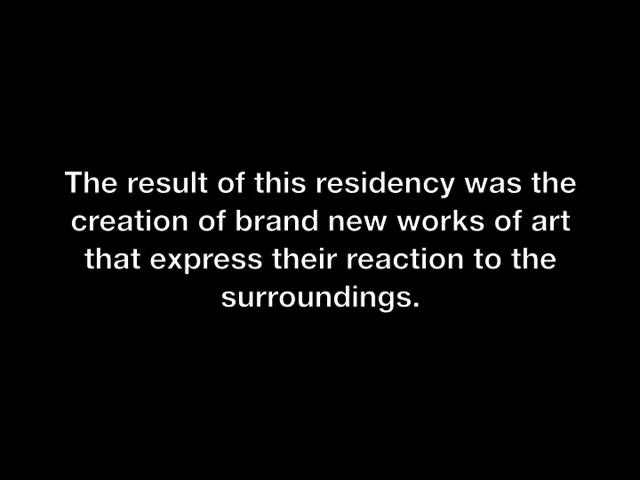 The result of this residency was the
creation of brand new works of art
that express their reaction to the
surroundings.